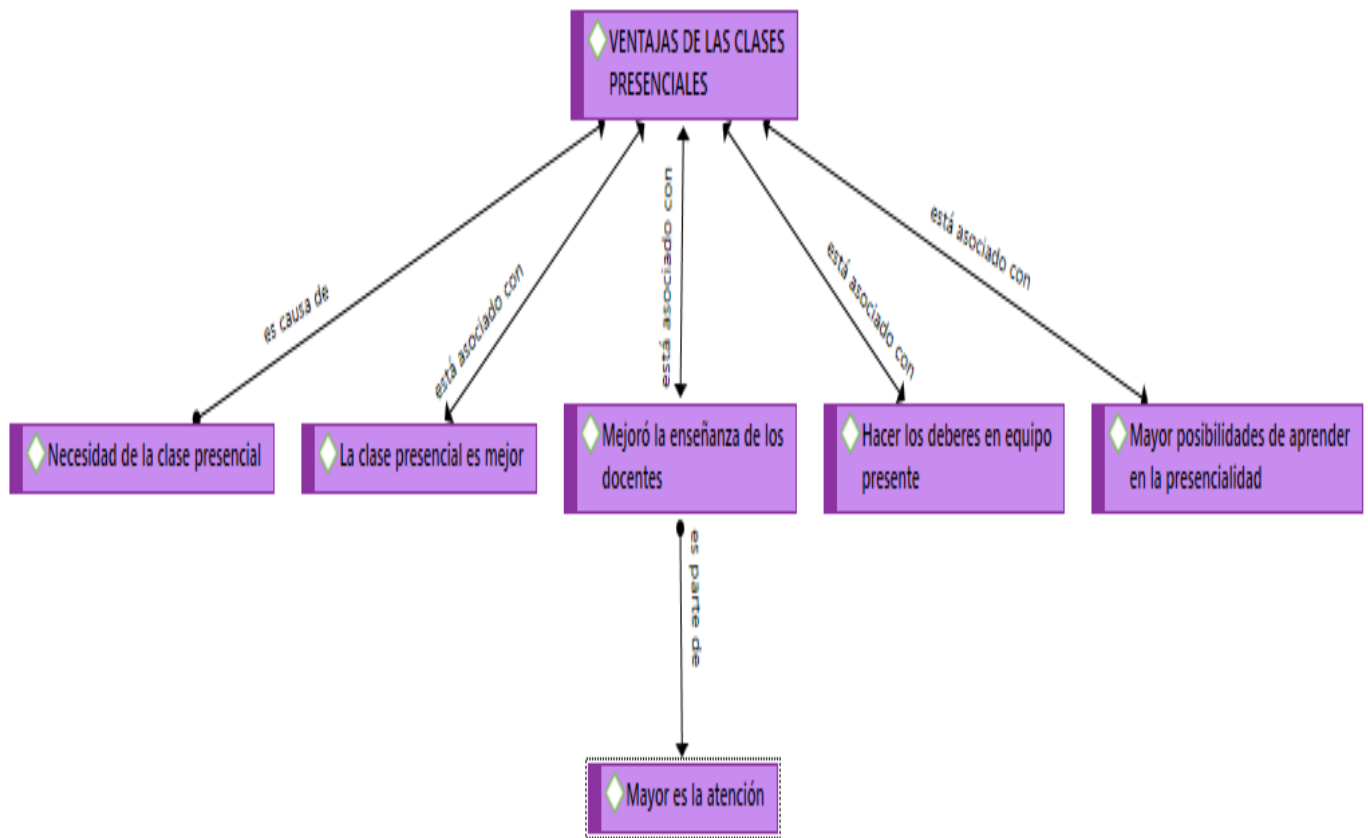 VENTAJAS DE LAS CLASES
PRESENCIALES
es causa de
está asociado con
está asociado con
está asociado con
está asociado con
Necesidad de la clase presencial
La clase presencial es mejor
Mejoró la enseñanza de los
docentes
Hacer los deberes en equipo
presente
Mayor posibilidades de aprender
en la presencialidad
es parte de
Mayor es la atención